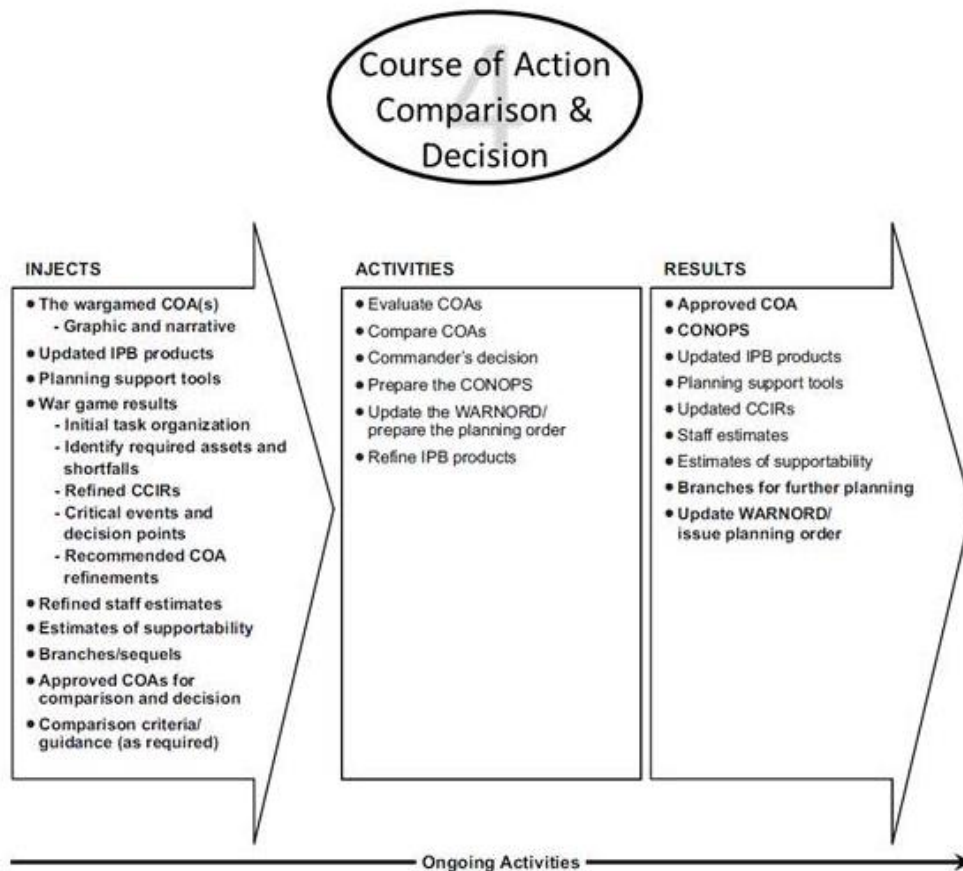 4
Course of Action
Comparison &
Decision
INJECTS
• The wargamed COA(s)
- Graphic and narrative
• Updated IPB products
• Planning support tools
• War game results
- Initial task organization
- Identify required assets and
shortfalls
- Refined CCIRs
- Critical events and
decision points
- Recommended COA
refinements
• Refined staff estimates
• Estimates of supportability
• Branches/sequels
• Approved COAs for
comparison and decision
• Comparison criteria/
guidance (as required)
ACTIVITIES
• Evaluate COAs
• Compare COAs
• Commander's decision
• Prepare the CONOPS
• Update the WARNORD/
prepare the planning order
• Refine IPB products
RESULTS
• Approved COA
• CONOPS
• Updated IPB products
• Planning support tools
• Updated CCIRs
• Staff estimates
• Estimates of supportability
• Branches for further planning
• Update WARNORD/
issue planning order
Ongoing Activities